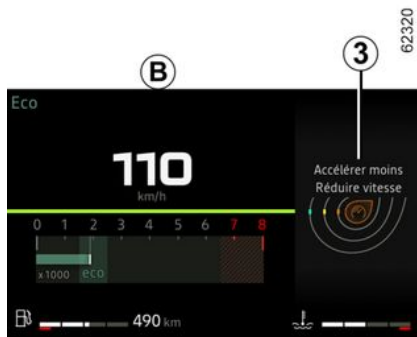 62320
B
3
Eco
110
km/h
Accélérer moins
Réduire vitesse
0 1 2 3 4 5 6 7 8
x1000 eco
490 km